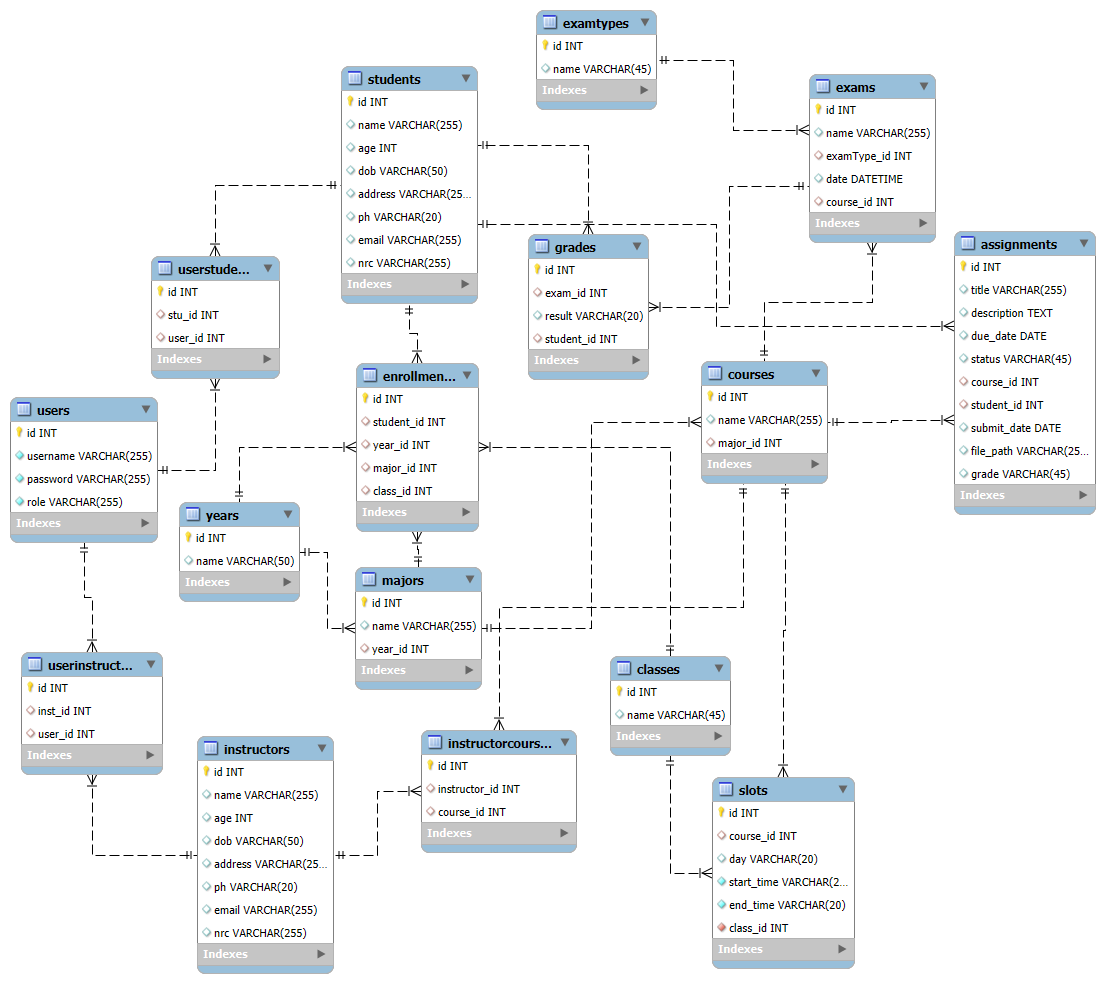 examtypes
id INT
name VARCHAR(45)
Indexes
students
id INT
name VARCHAR(255)
age INT
dob VARCHAR(50)
address VARCHAR(25...
ph VARCHAR(20)
email VARCHAR(255)
nrc VARCHAR(255)
Indexes
exams
id INT
name VARCHAR(255)
examType_id INT
date DATETIME
course_id INT
Indexes
grades
id INT
exam_id INT
result VARCHAR(20)
student_id INT
Indexes
assignments
id INT
title VARCHAR(255)
description TEXT
due_date DATE
status VARCHAR(45)
course_id INT
student_id INT
submit_date DATE
file_path VARCHAR(25...
grade VARCHAR(45)
Indexes
userstude...
id INT
stu_id INT
user_id INT
Indexes
enrollmen...
id INT
student_id INT
year_id INT
major_id INT
class_id INT
Indexes
courses
id INT
name VARCHAR(255)
major_id INT
Indexes
users
id INT
username VARCHAR(255)
password VARCHAR(255)
role VARCHAR(255)
Indexes
years
id INT
name VARCHAR(50)
Indexes
majors
id INT
name VARCHAR(255)
year_id INT
Indexes
userinstruct...
id INT
inst_id INT
user_id INT
Indexes
classes
id INT
name VARCHAR(45)
Indexes
instructors
id INT
name VARCHAR(255)
age INT
dob VARCHAR(50)
address VARCHAR(25...
ph VARCHAR(20)
email VARCHAR(255)
nrc VARCHAR(255)
Indexes
instructorcours...
id INT
instructor_id INT
course_id INT
Indexes
slots
id INT
course_id INT
day VARCHAR(20)
start_time VARCHAR(2...
end_time VARCHAR(20)
class_id INT
Indexes